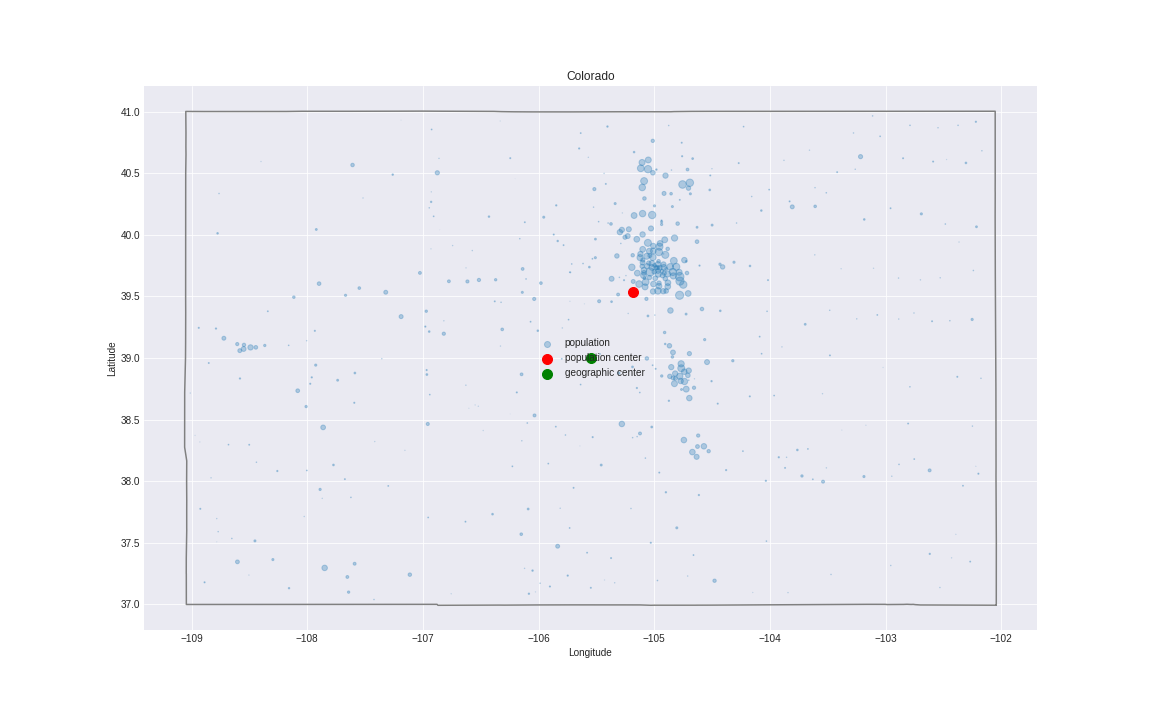 Colorado
41.0
40.5
40.0
39.5
39.0
38.5
38.0
37.5
37.0
Latitude
population
population center
geographic center
−109
−108
−107
−106
−105
−104
−103
−102
Longitude